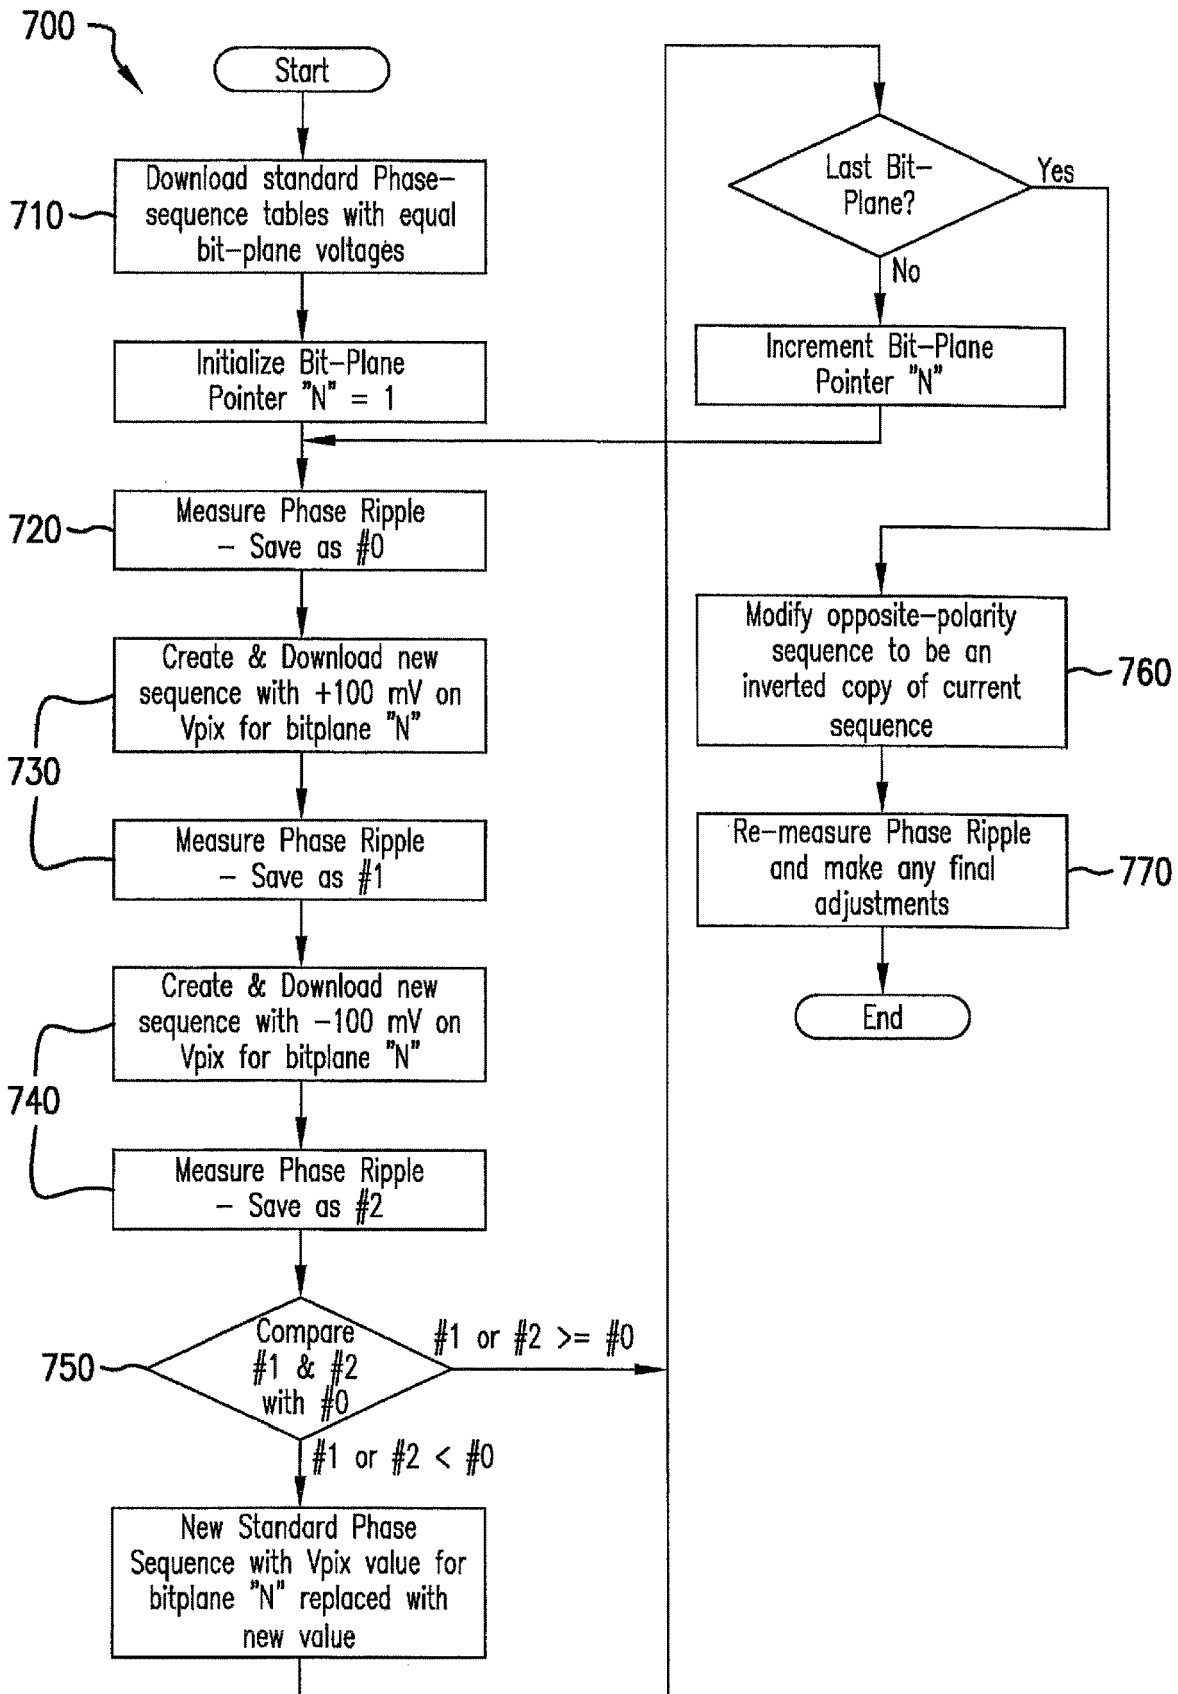 700
Start
710
Download standard Phase-
sequence tables with equal
bit-plane voltages
Initialize Bit-Plane
Pointer "N" = 1
720
Measure Phase Ripple
- Save as #0
730
Create & Download new
sequence with +100 mV on
Vpix for bitplane "N"
Measure Phase Ripple
- Save as #1
740
Create & Download new
sequence with -100 mV on
Vpix for bitplane "N"
Measure Phase Ripple
- Save as #2
750
Compare
#1 & #2
with #0
#1 or #2 >= #0
#1 or #2 < #0
New Standard Phase
Sequence with Vpix value for
bitplane "N" replaced with
new value
Last Bit-
Plane?
Yes
No
Increment Bit-Plane
Pointer "N"
Modify opposite-polarity
sequence to be an
inverted copy of current
sequence
760
Re-measure Phase Ripple
and make any final
adjustments
770
End